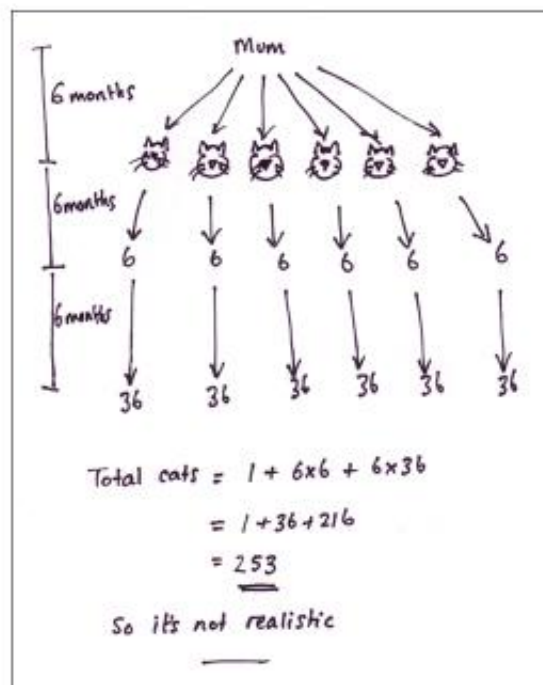 Mum
6 months
6 months
6 6 6 6 6 6
6 months
36 36 36 36 36 36
Total cats = 1 + 6x6 + 6x36
= 1 + 36 + 216
= 253
So it's not realistic